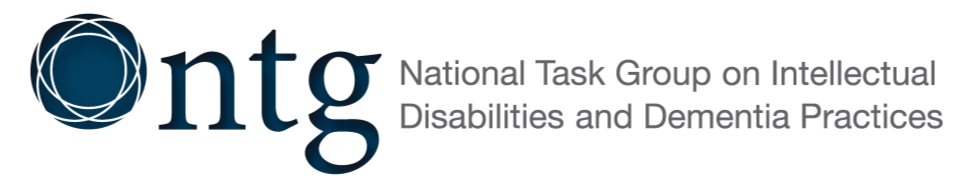 ntg
National Task Group on Intellectual
Disabilities and Dementia Practices